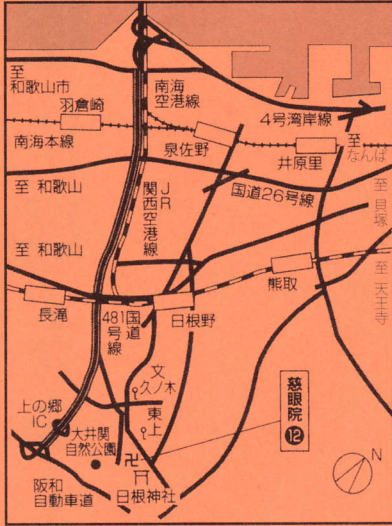 至
和歌山市
南海
空港線
羽倉崎
4号湾岸線
南海本線
泉佐野
井原里
至
なんば
至 和歌山
JR
関西空港線
国道26号線
至 貝塚
至 和歌山
至 天王寺
熊取
長滝
481国道
号線
日根野
文
久ノ木
上の郷
IC
東上
慈眼院
⑫
大井関
自然公園
卍
日根神社
阪和
自動車道
N